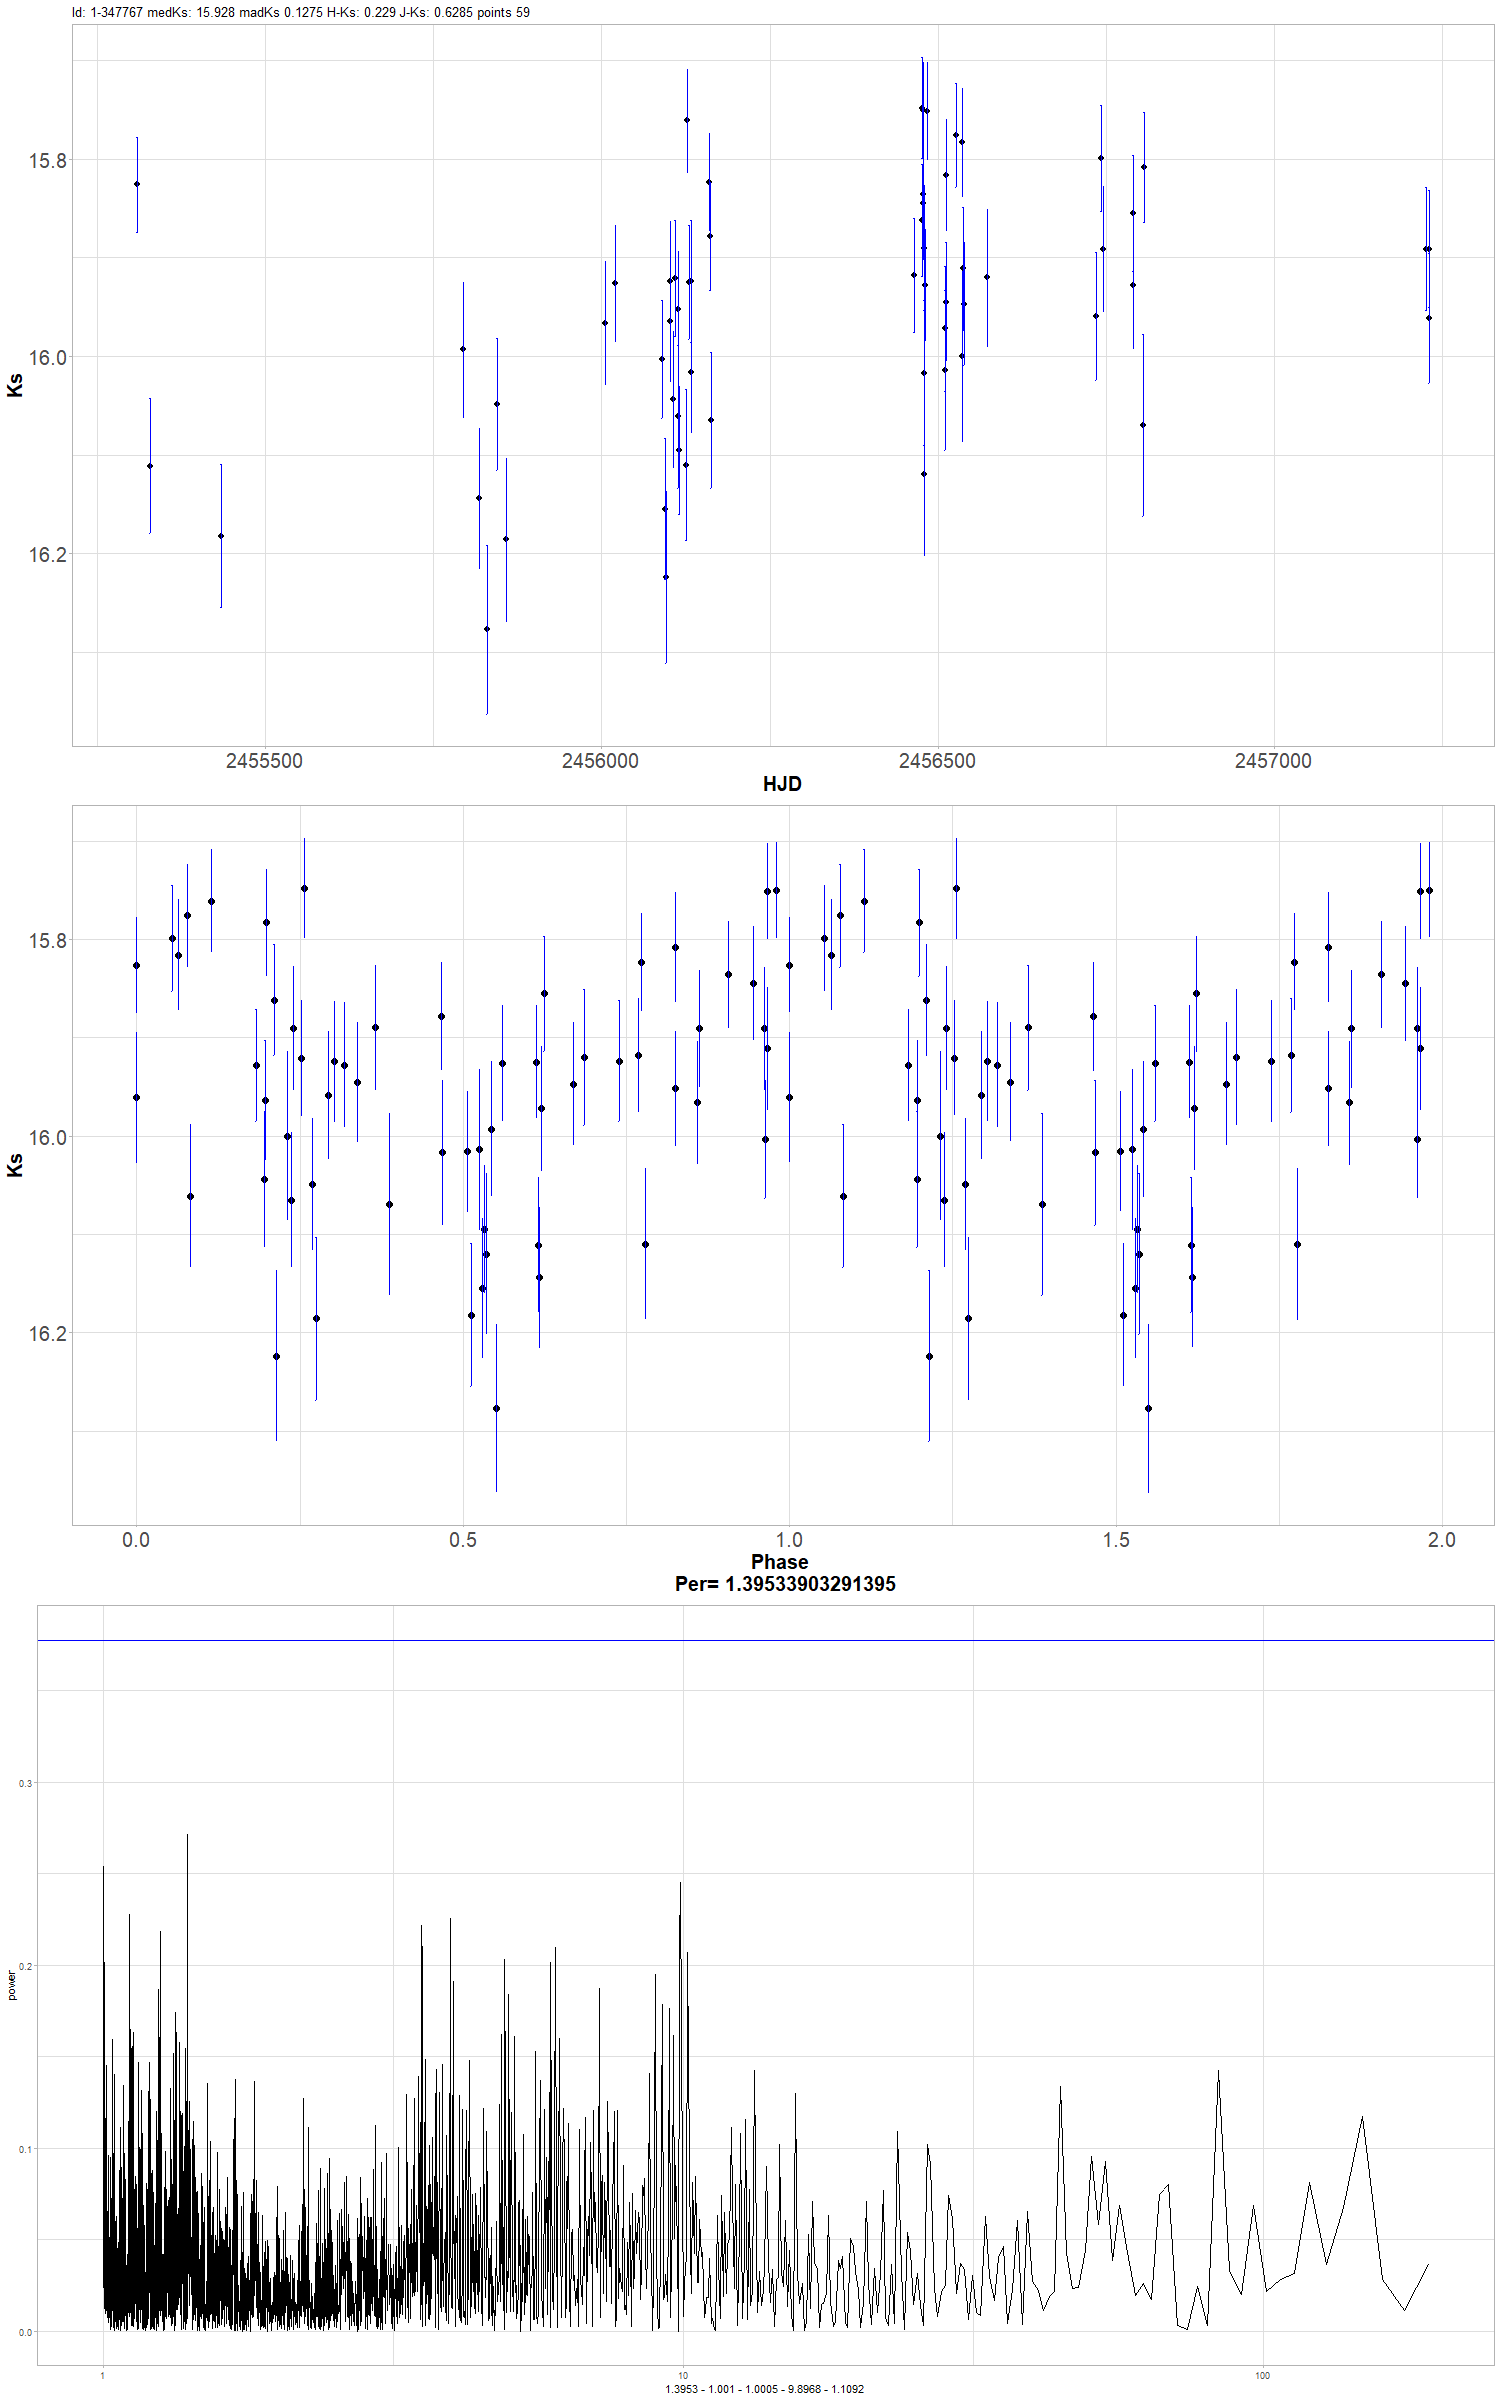 Id: 1-347767 medKs: 15.928 madKs 0.1275 H-Ks: 0.229 J-Ks: 0.6285 points 59
15.8
16.0
16.2
Ks
2455500 2456000 2456500 2457000
HJD
15.8
16.0
16.2
Ks
0.0 0.5 1.0 1.5 2.0
Phase
Per= 1.39533903291395
0.3
0.2
0.1
0.0
power
1 10 100
1.3953 - 1.001 - 1.0005 - 9.8968 - 1.1092